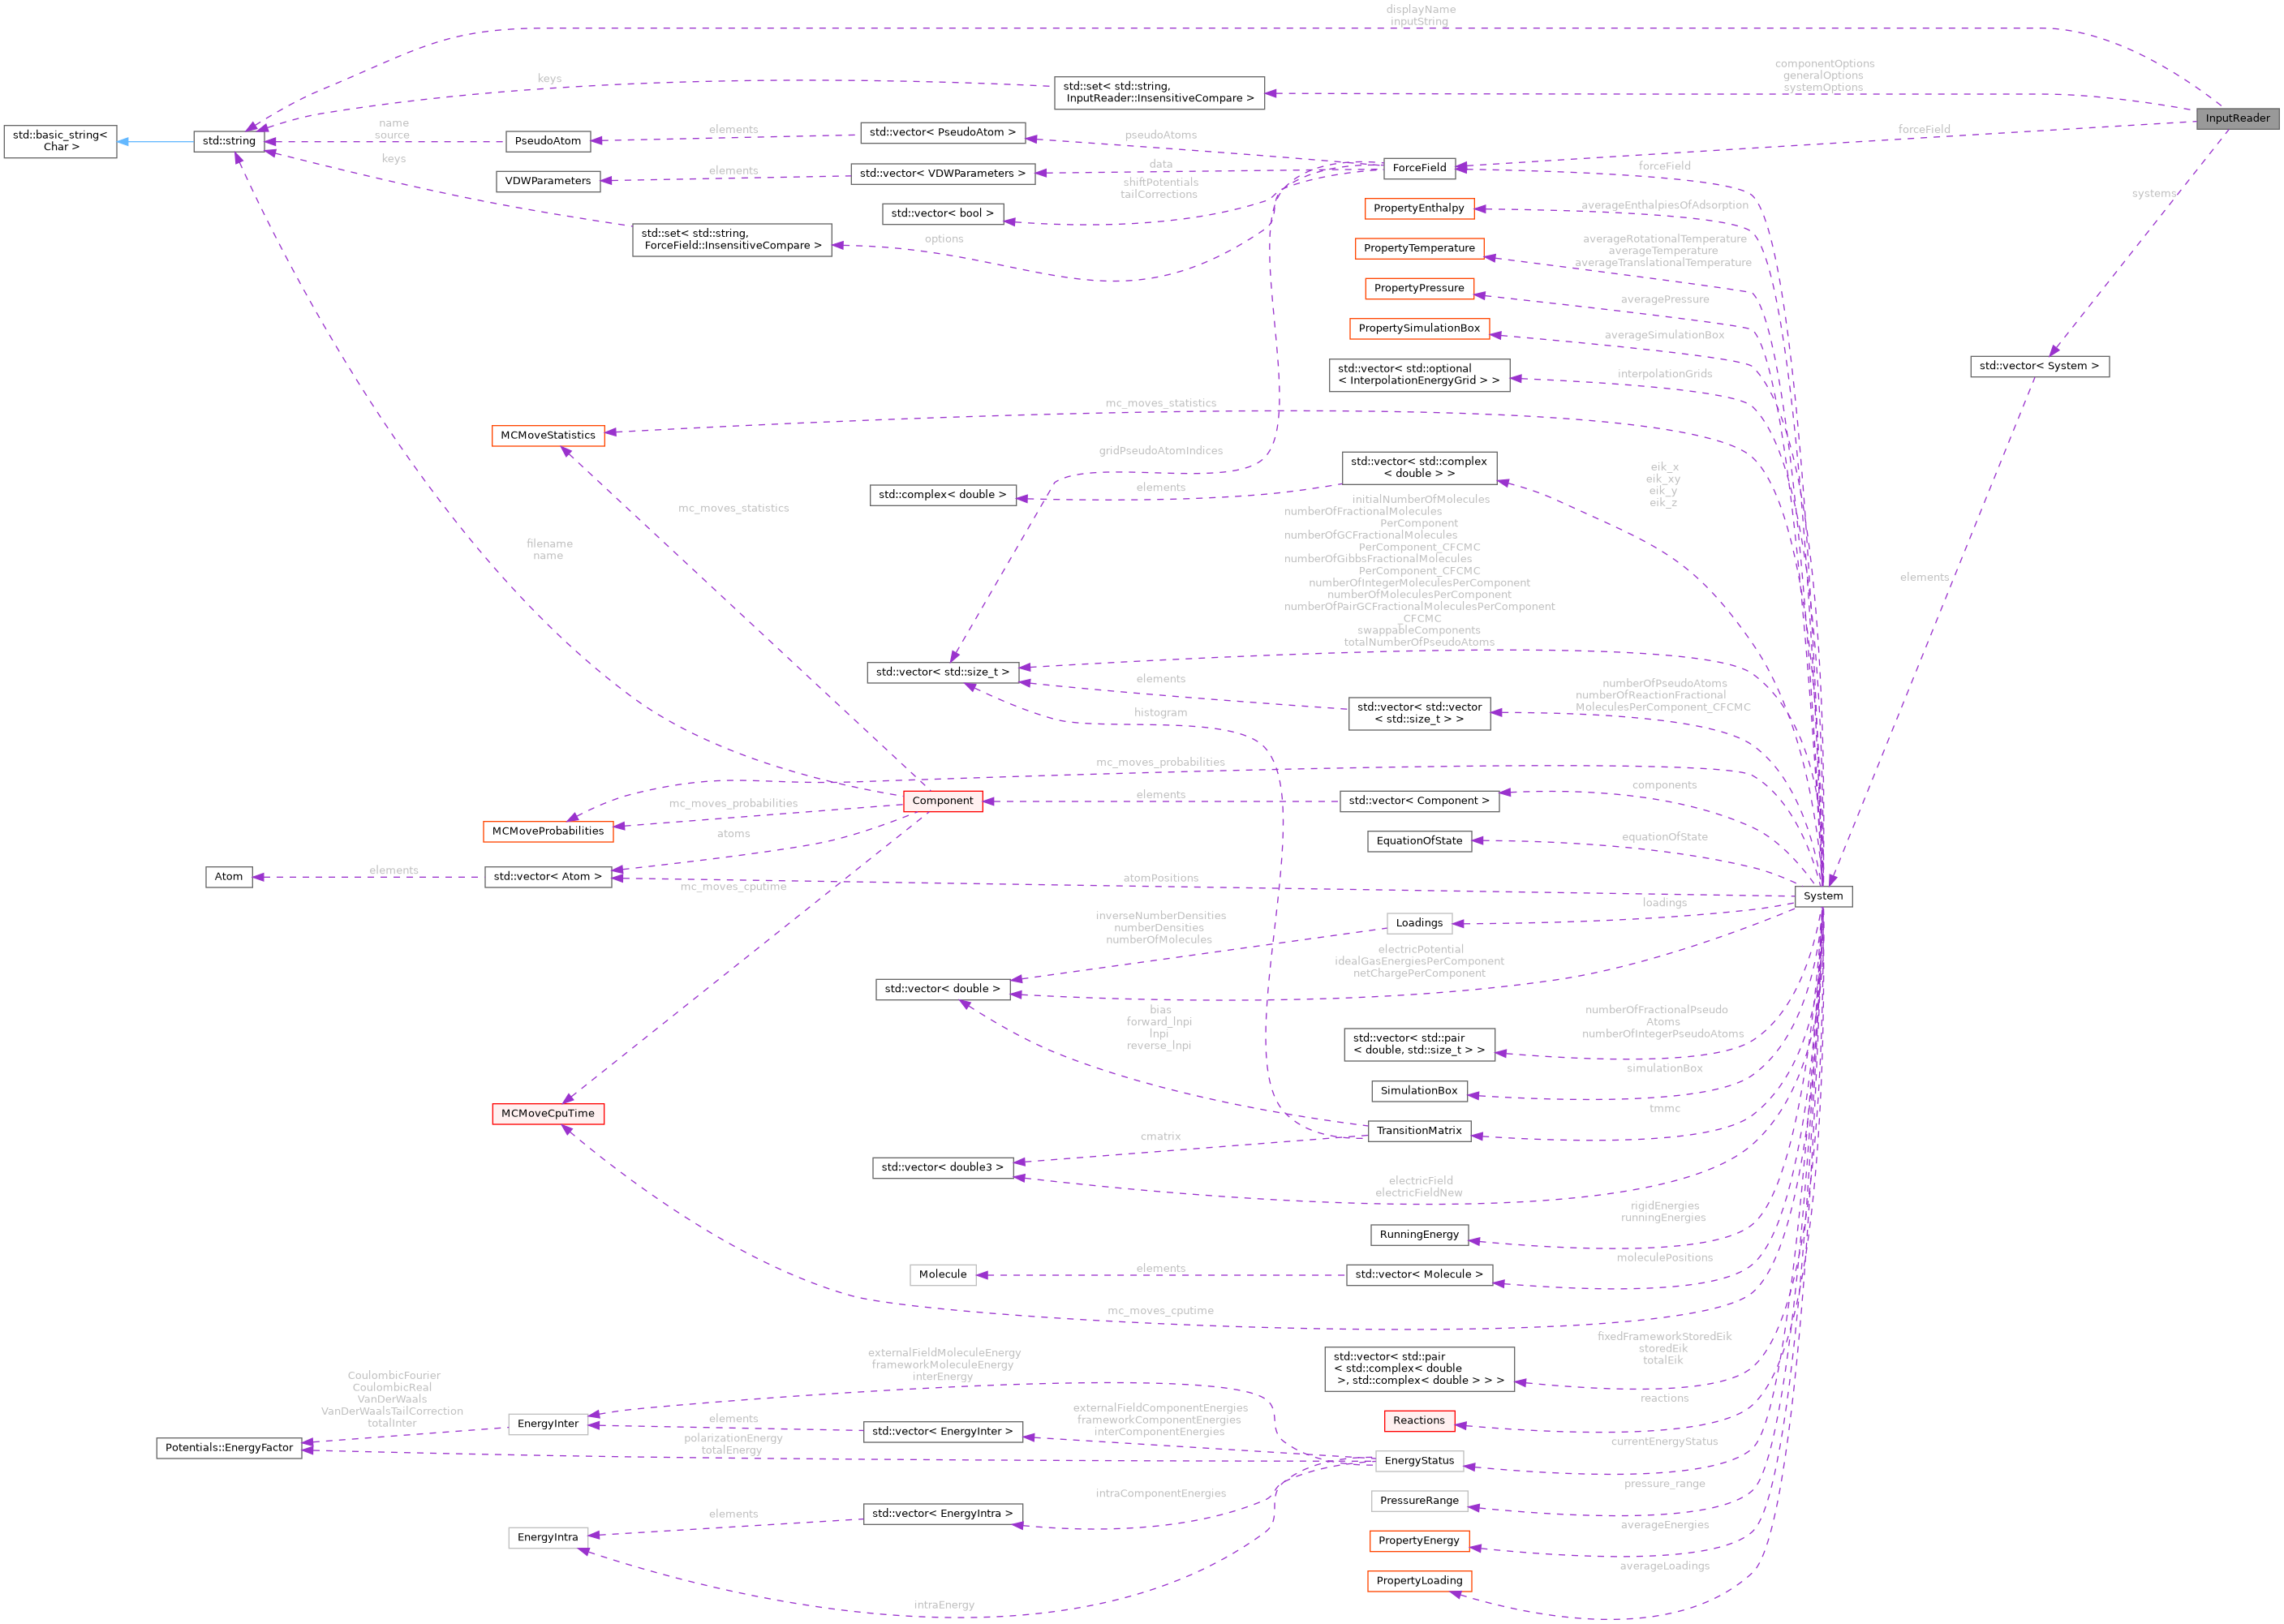 displayName
inputString
keys
std::set< std::string,
InputReader::InsensitiveCompare >
componentOptions
generalOptions
systemOptions
InputReader
std::basic_string<
Char >
std::string
name
source
PseudoAtom
elements
std::vector< PseudoAtom >
pseudoAtoms
forceField
keys
VDWParameters
elements
std::vector< VDWParameters >
data
ForceField
forceField
shiftPotentials
tailCorrections
std::vector< bool >
systems
PropertyEnthalpy
averageEnthalpiesOfAdsorption
std::set< std::string,
ForceField::InsensitiveCompare >
options
PropertyTemperature
averageRotationalTemperature
averageTemperature
averageTranslationalTemperature
PropertyPressure
averagePressure
PropertySimulationBox
averageSimulationBox
std::vector< std::optional
< InterpolationEnergyGrid > >
interpolationGrids
std::vector< System >
mc_moves_statistics
MCMoveStatistics
gridPseudoAtomIndices
std::vector< std::complex
< double > >
eik_x
eik_xy
eik_y
eik_z
std::complex< double >
elements
mc_moves_statistics
filename
name
initialNumberOfMolecules
numberOfFractionalMolecules
PerComponent
numberOfGCFractionalMolecules
PerComponent_CFCMC
numberOfGibbsFractionalMolecules
PerComponent_CFCMC
numberOfIntegerMoleculesPerComponent
numberOfMoleculesPerComponent
numberOfPairGCFractionalMoleculesPerComponent
_CFCMC
swappableComponents
totalNumberOfPseudoAtoms
elements
std::vector< std::size_t >
elements
std::vector< std::vector
< std::size_t > >
numberOfPseudoAtoms
numberOfReactionFractional
MoleculesPerComponent_CFCMC
histogram
mc_moves_probabilities
Component
elements
std::vector< Component >
components
mc_moves_probabilities
MCMoveProbabilities
atoms
EquationOfState
equationOfState
Atom
elements
std::vector< Atom >
mc_moves_cputime
atomPositions
System
inverseNumberDensities
numberDensities
numberOfMolecules
Loadings
loadings
electricPotential
idealGasEnergiesPerComponent
netChargePerComponent
std::vector< double >
bias
forward_lnpi
lnpi
reverse_lnpi
std::vector< std::pair
< double, std::size_t > >
numberOfFractionalPseudo
Atoms
numberOfIntegerPseudoAtoms
SimulationBox
simulationBox
MCMoveCpuTime
TransitionMatrix
tmmc
cmatrix
std::vector< double3 >
electricField
electricFieldNew
RunningEnergy
rigidEnergies
runningEnergies
Molecule
elements
std::vector< Molecule >
moleculePositions
mc_moves_cputime
std::vector< std::pair
< std::complex< double
>, std::complex< double > > >
fixedFrameworkStoredEik
storedEik
totalEik
externalFieldMoleculeEnergy
frameworkMoleculeEnergy
interEnergy
CoulombicFourier
CoulombicReal
VanDerWaals
VanDerWaalsTailCorrection
totalInter
Reactions
reactions
EnergyInter
elements
std::vector< EnergyInter >
externalFieldComponentEnergies
frameworkComponentEnergies
interComponentEnergies
Potentials::EnergyFactor
polarizationEnergy
totalEnergy
EnergyStatus
currentEnergyStatus
PressureRange
pressure_range
intraComponentEnergies
std::vector< EnergyIntra >
elements
EnergyIntra
PropertyEnergy
averageEnergies
PropertyLoading
averageLoadings
intraEnergy